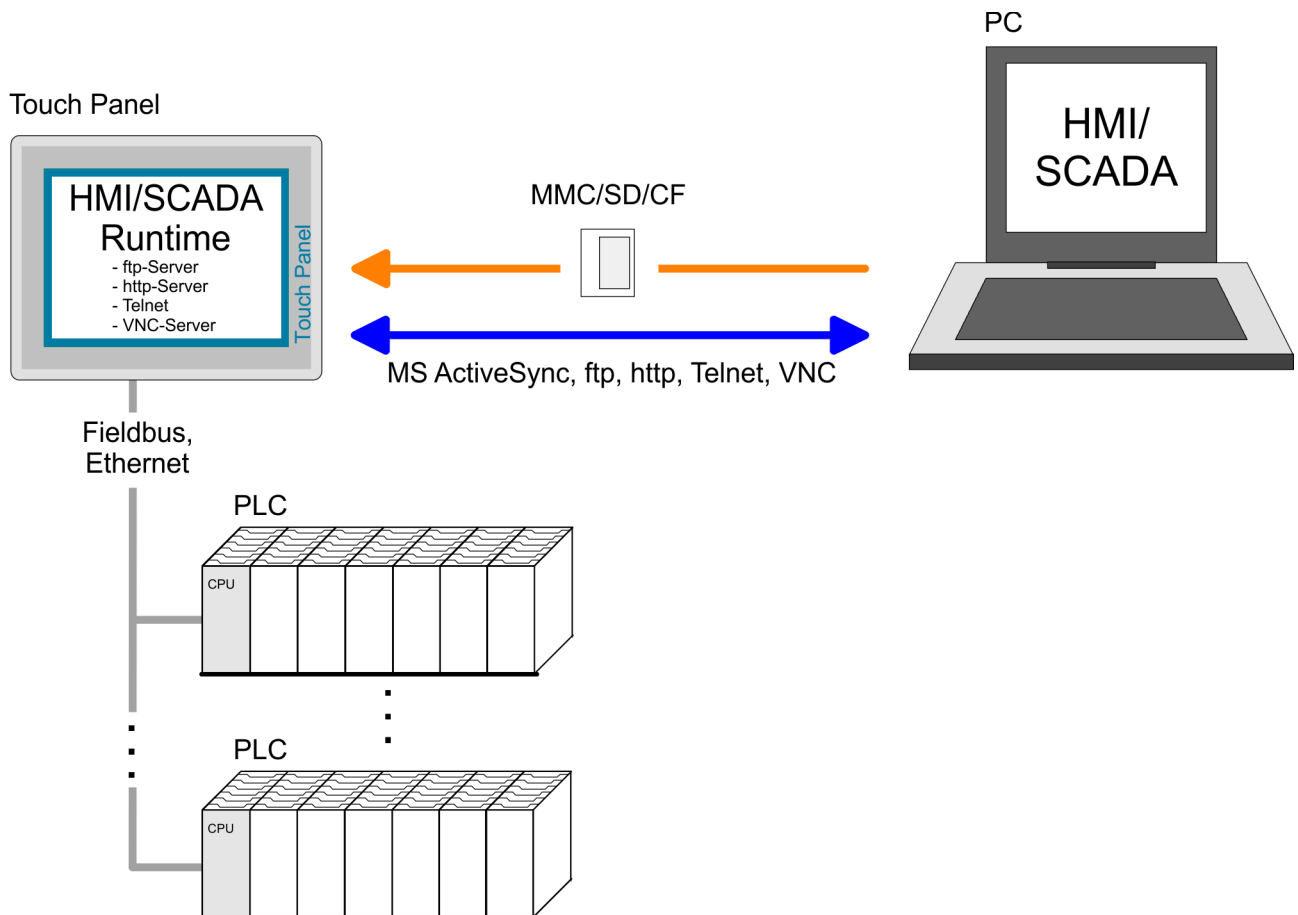 PC
HMI/
SCADA
Touch Panel
HMI/SCADA
Runtime
- ftp-Server
- http-Server
- Telnet
- VNC-Server
Touch Panel
MMC/SD/CF
MS ActiveSync, ftp, http, Telnet, VNC
Fieldbus,
Ethernet
PLC
CPU
PLC
CPU